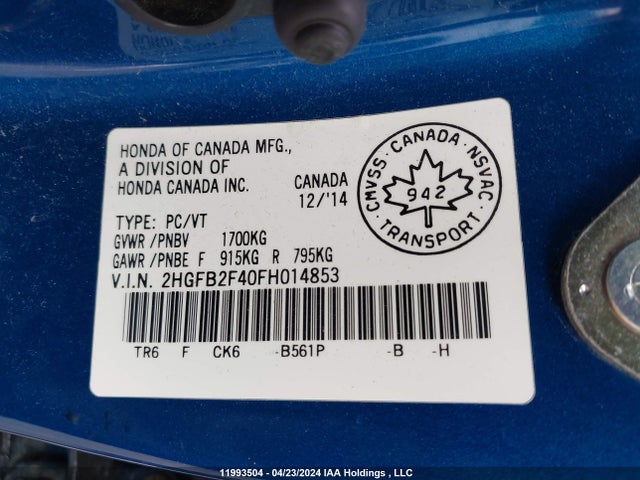 HONDA OF CANADA MFG.,
A DIVISION OF
HONDA CANADA INC.
CANADA
12/'14
CMVSS · CANADA · NSVAC
942
· TRANSPORT ·
TYPE: PC/VT
GVWR /PNBV 1700KG
GAWR /PNBE F 915KG R 795KG
V.I.N. 2HGFB2F40FH014853
TR6 F CK6 -B561P -B -H
11993504 - 04/23/2024 IAA Holdings , LLC